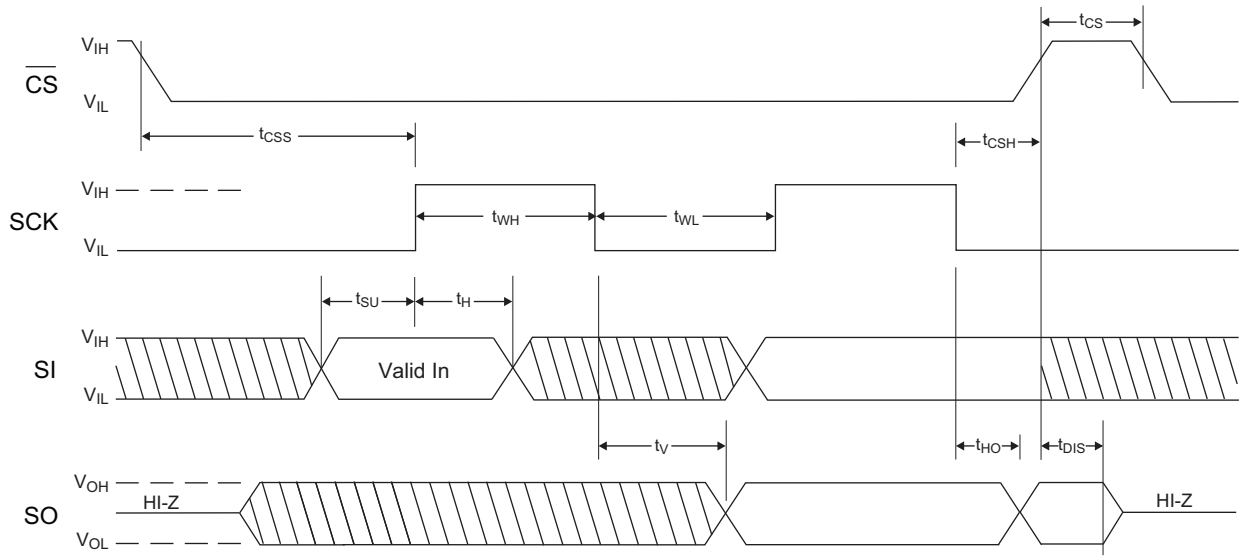 tCS
VIH
CS
VIL
tCSS
tCSH
VIH
SCK
tWH
tWL
VIL
tSU
tH
VIH
SI
Valid In
VIL
tV
tHO
tDIS
VOH
HI-Z
HI-Z
SO
VOL